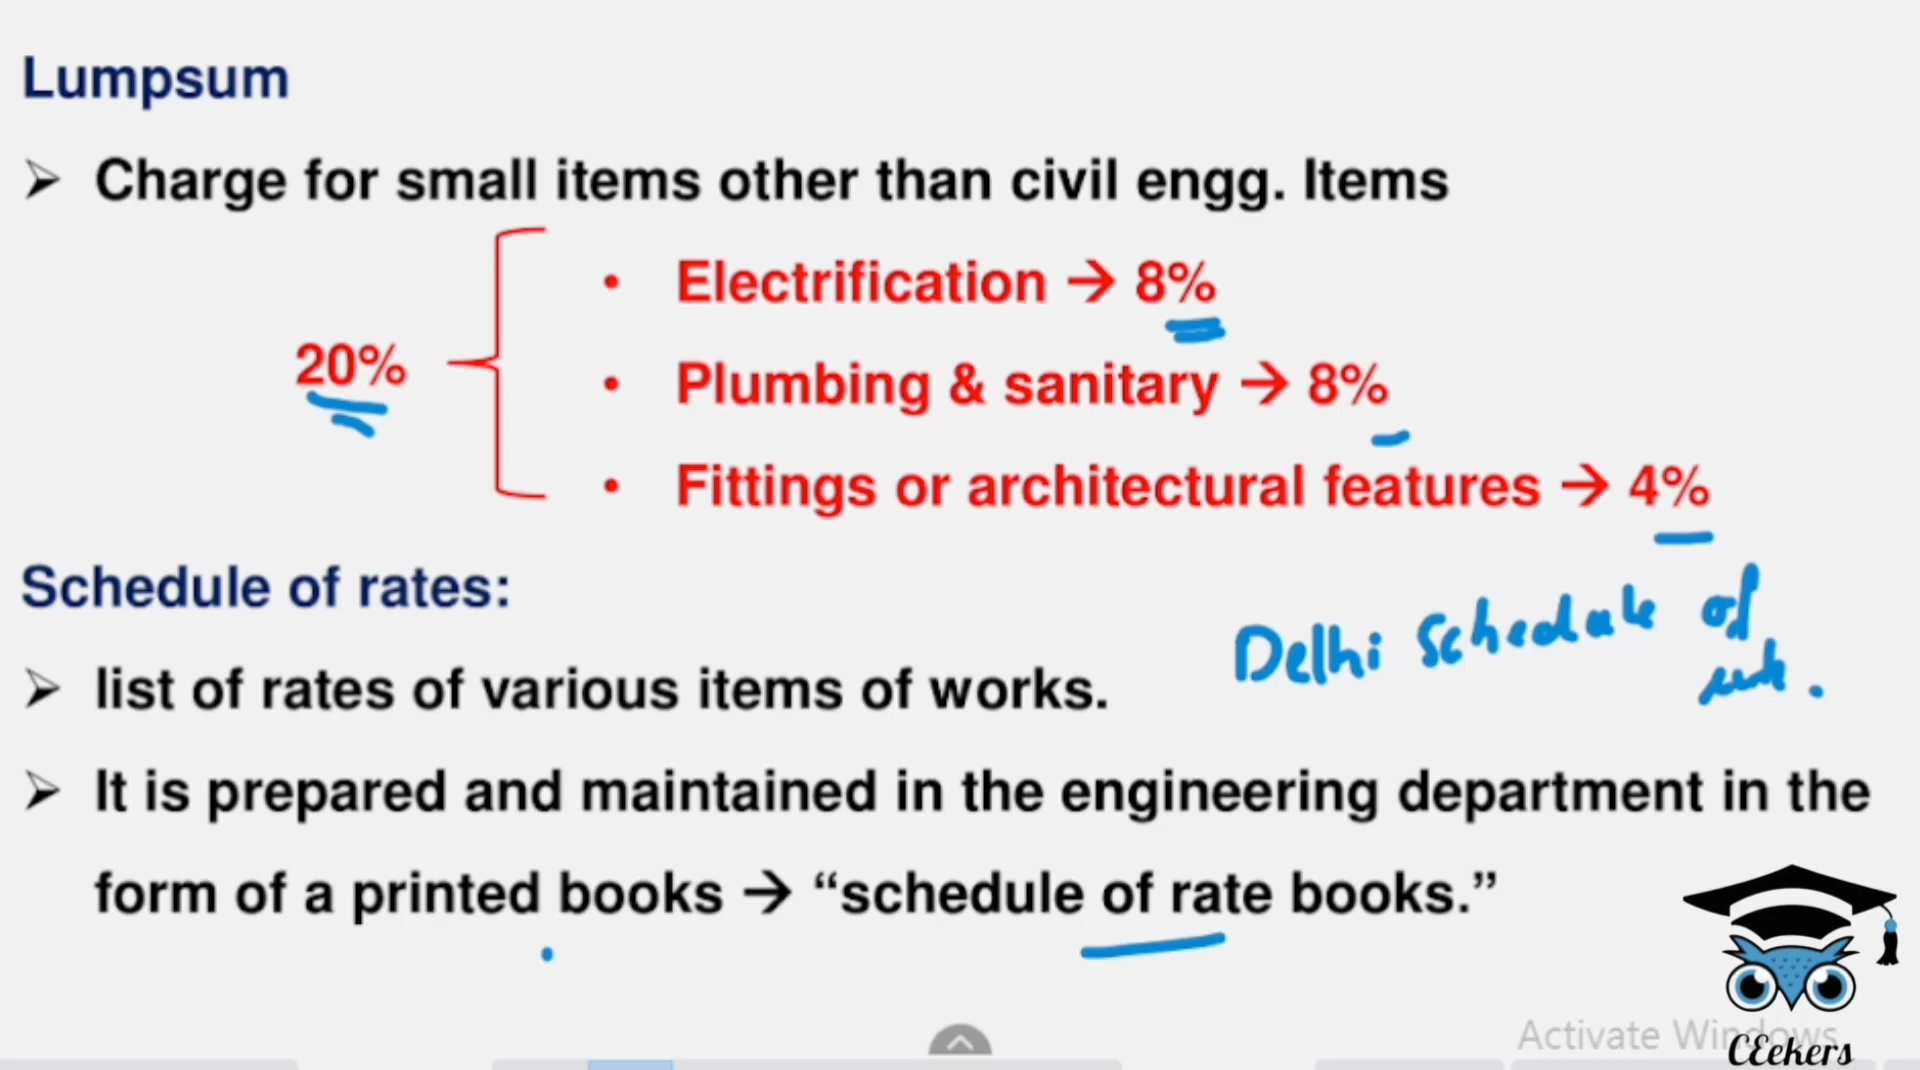 Lumpsum
➢ Charge for small items other than civil engg. Items
• Electrification → 8%
20%
• Plumbing & sanitary → 8%
• Fittings or architectural features → 4%
Schedule of rates:
Delhi Schedule of
➢ list of rates of various items of works.
➢ It is prepared and maintained in the engineering department in the
form of a printed books → “schedule of rate books.”
Activate Windows
CEekers